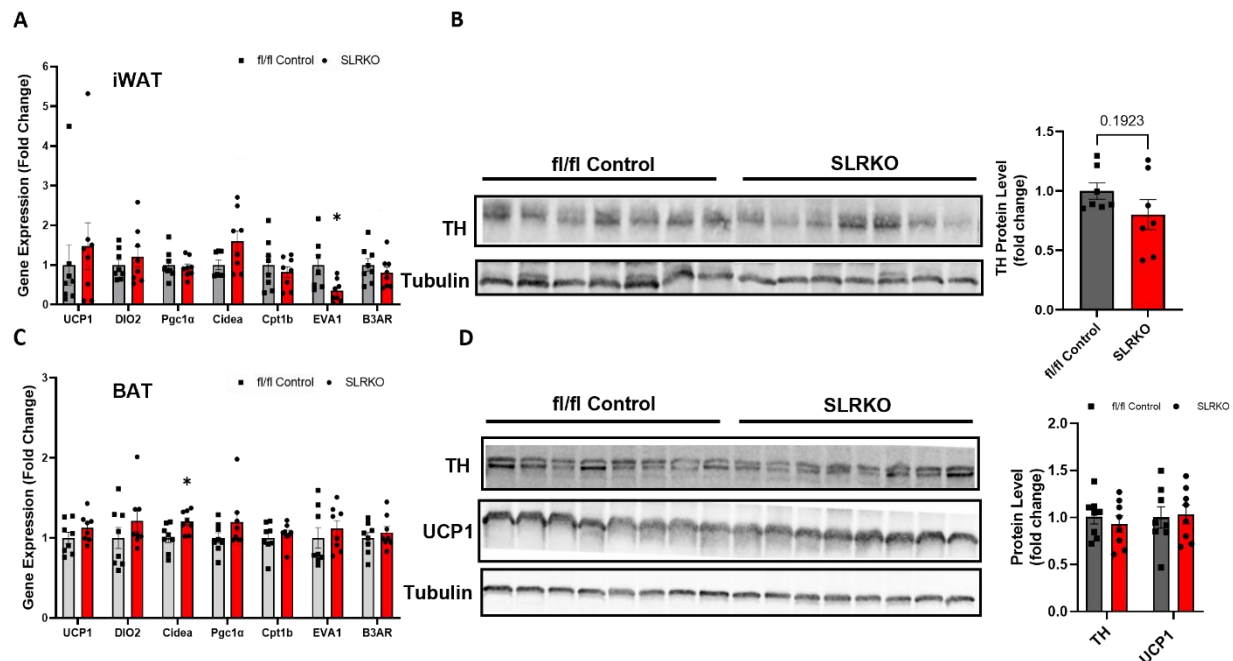 A
fl/fl Control SLRKO
iWAT
Gene Expression (Fold Change)
6
5
4
3
2
1
0
*
UCP1 DIO2 Pgc1α Cidea Cpt1b EVA1 B3AR
B
fl/fl Control SLRKO
TH
Tubulin
0.1923
TH Protein Level
(fold change)
1.5
1.0
0.5
0.0
fl/fl Control
SLRKO
C
fl/fl Control SLRKO
BAT
Gene Expression (Fold Change)
3
2
1
0
*
UCP1 DIO2 Cidea Pgc1α Cpt1b EVA1 B3AR
D
fl/fl Control SLRKO
TH
UCP1
Tubulin
fl/fl Control SLRKO
Protein Level
(fold change)
1.5
1.0
0.5
0.0
TH
UCP1